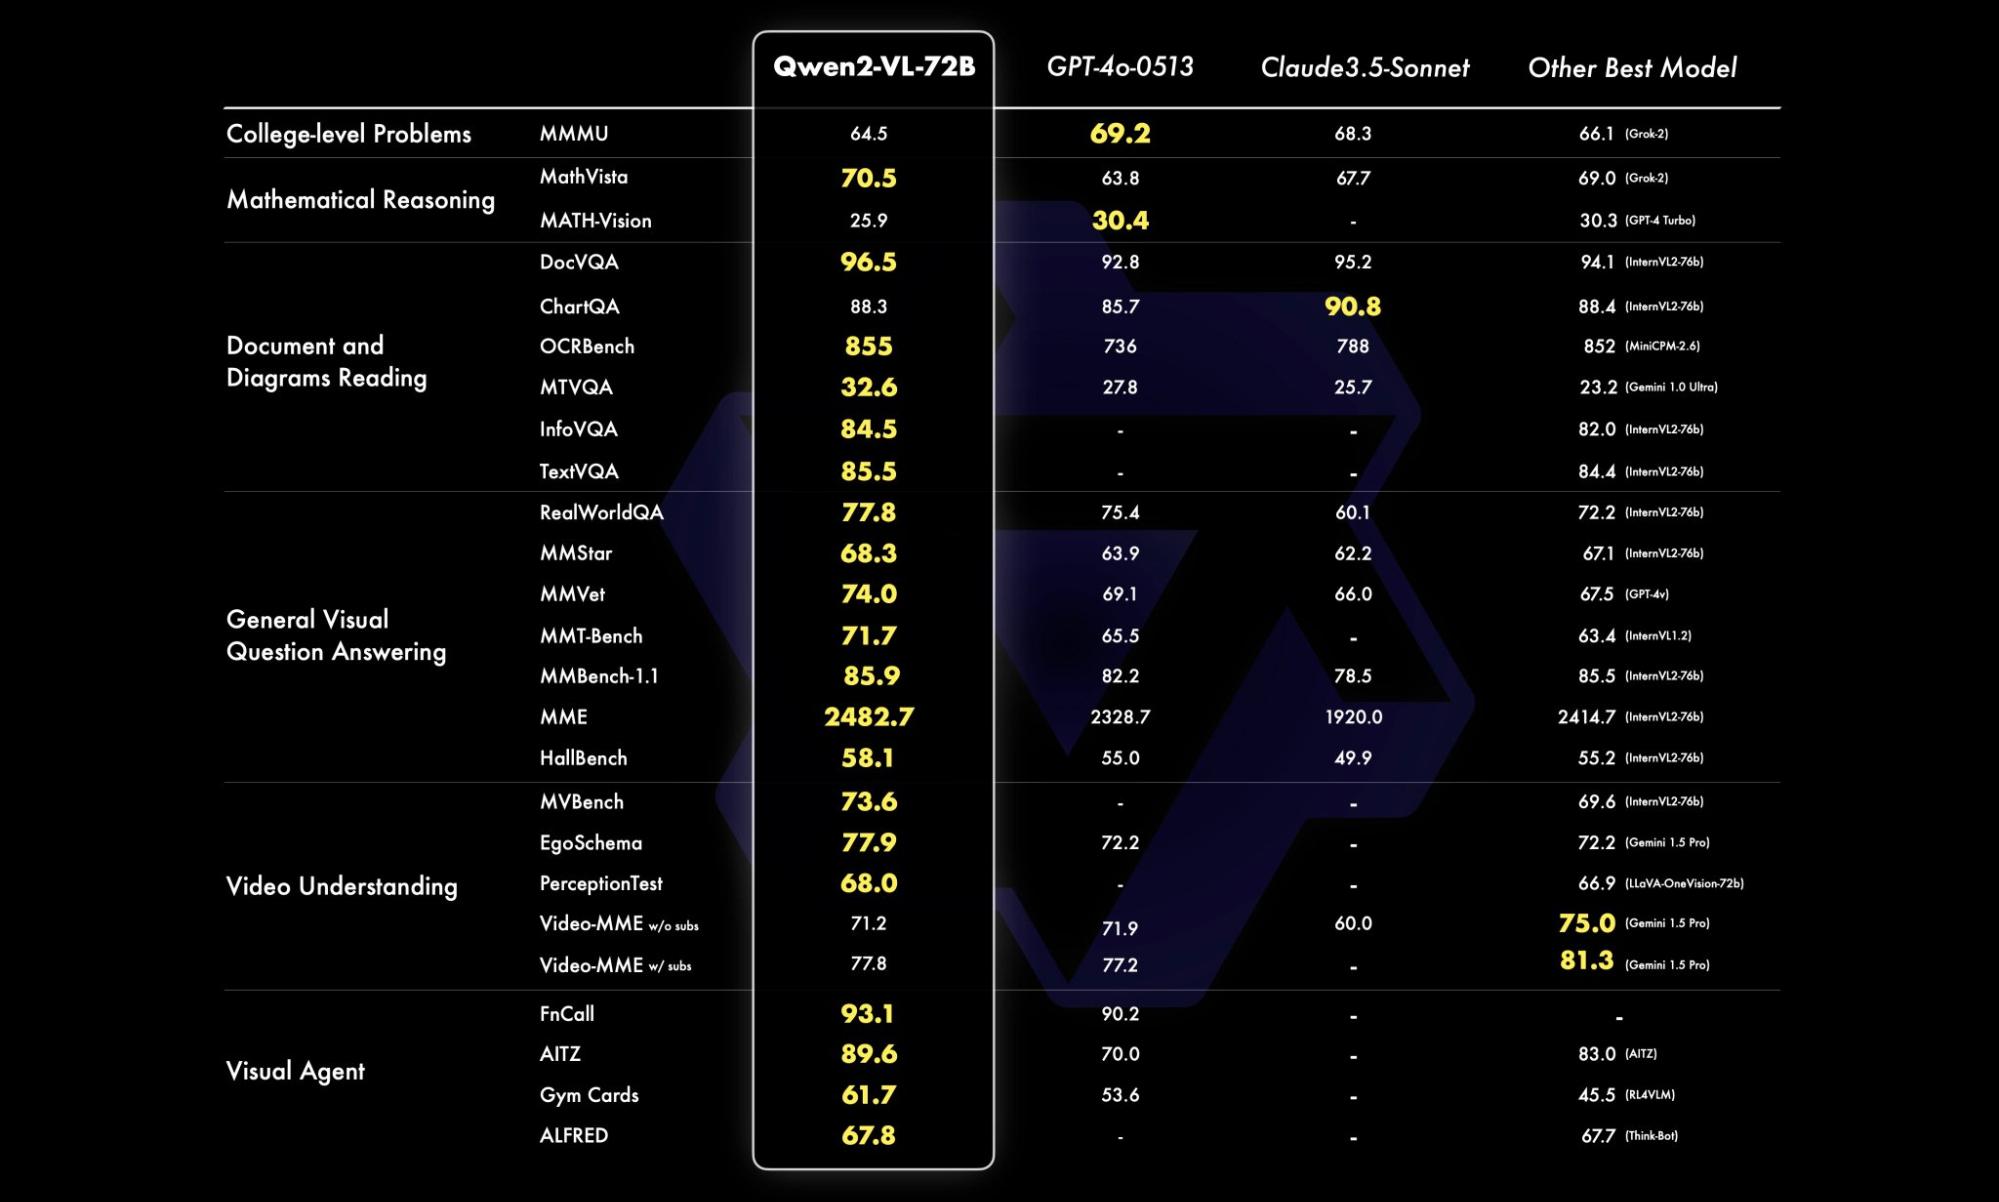 Qwen2-VL-72B GPT-4o-0513 Claude3.5-Sonnet Other Best Model
College-level Problems MMMU 64.5 69.2 68.3 66.1 (Grok-2)
Mathematical Reasoning
MathVista 70.5 63.8 67.7 69.0 (Grok-2)
MATH-Vision 25.9 30.4 - 30.3 (GPT-4 Turbo)
Document and
Diagrams Reading
DocVQA 96.5 92.8 95.2 94.1 (InternVL2-76b)
ChartQA 88.3 85.7 90.8 88.4 (InternVL2-76b)
OCRBench 855 736 788 852 (MiniCPM-2.6)
MTVQA 32.6 27.8 25.7 23.2 (Gemini 1.0 Ultra)
InfoVQA 84.5 - - 82.0 (InternVL2-76b)
TextVQA 85.5 - - 84.4 (InternVL2-76b)
General Visual
Question Answering
RealWorldQA 77.8 75.4 60.1 72.2 (InternVL2-76b)
MMStar 68.3 63.9 62.2 67.1 (InternVL2-76b)
MMVet 74.0 69.1 66.0 67.5 (GPT-4v)
MMT-Bench 71.7 65.5 - 63.4 (InternVL1.2)
MMBench-1.1 85.9 82.2 78.5 85.5 (InternVL2-76b)
MME 2482.7 2328.7 1920.0 2414.7 (InternVL2-76b)
HallBench 58.1 55.0 49.9 55.2 (InternVL2-76b)
Video Understanding
MVBench 73.6 - - 69.6 (InternVL2-76b)
EgoSchema 77.9 72.2 - 72.2 (Gemini 1.5 Pro)
PerceptionTest 68.0 - - 66.9 (LLaVA-OneVision-72b)
Video-MME w/o subs 71.2 71.9 60.0 75.0 (Gemini 1.5 Pro)
Video-MME w/ subs 77.8 77.2 - 81.3 (Gemini 1.5 Pro)
Visual Agent
FnCall 93.1 90.2 - -
AITZ 89.6 70.0 - 83.0 (AITZ)
Gym Cards 61.7 53.6 - 45.5 (RL4VLM)
ALFRED 67.8 - - 67.7 (Think-Bot)